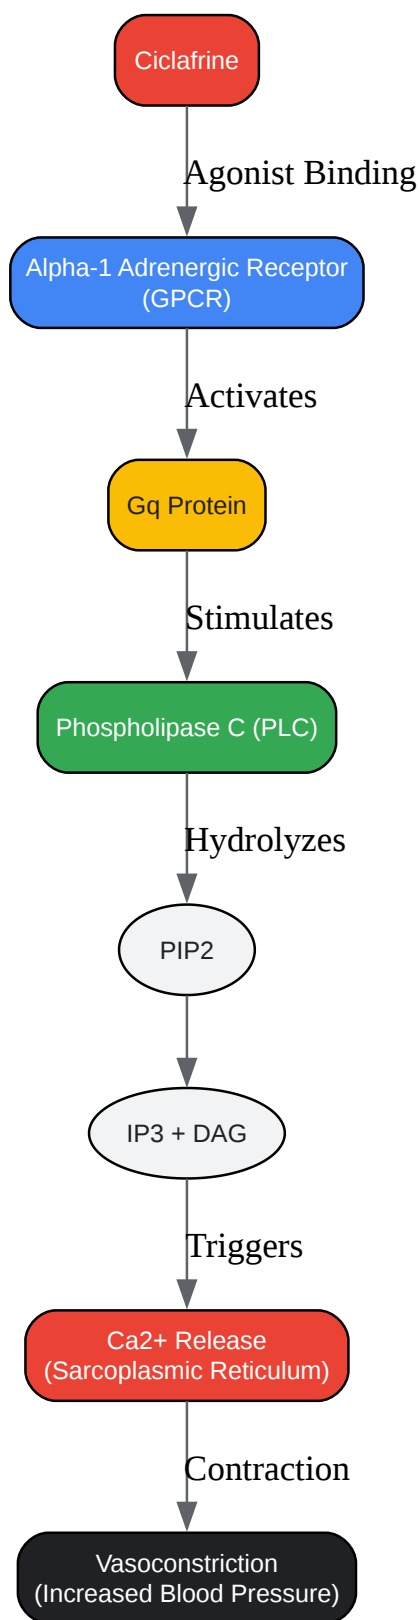 Ciclafrine
Agonist Binding
Alpha-1 Adrenergic Receptor
(GPCR)
Activates
Gq Protein
Stimulates
Phospholipase C (PLC)
Hydrolyzes
PIP2
IP3 + DAG
Triggers
Ca2+ Release
(Sarcoplasmic Reticulum)
Contraction
Vasoconstriction
(Increased Blood Pressure)